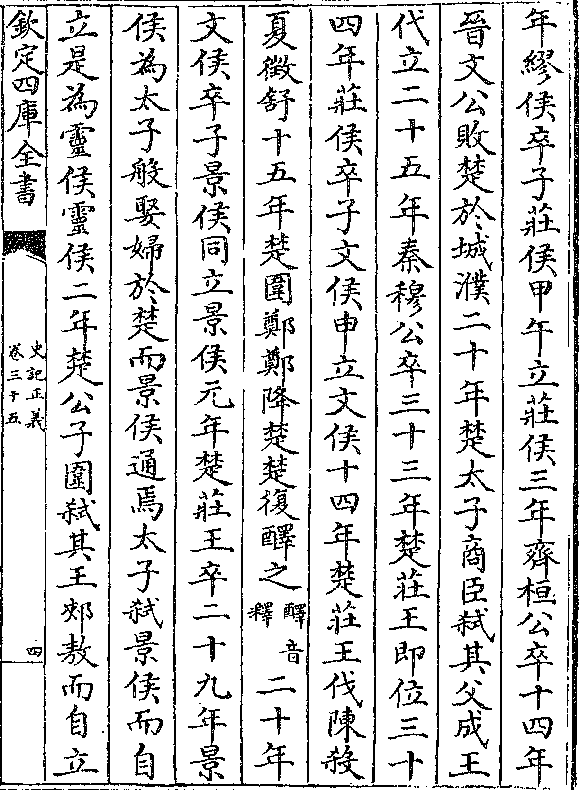 年繆侯卒子莊侯甲午立莊侯三年齊桓公卒十四年
晉文公敗楚於城濮二十年楚太子商臣弑其父成王
代立二十五年秦穆公卒三十三年楚莊王即位三十
四年莊侯卒子文侯申立文侯十四年楚莊王伐陳殺
夏徵舒十五年楚圍鄭鄭降楚楚復醳之醳音釋二十年
文侯卒子景侯同立景侯元年楚莊王卒二十九年景
侯為太子般娶婦於楚而景侯通焉太子弑景侯而自
立是為靈侯靈侯二年楚公子圍弑其王郟敖而自立
欽定四庫全書
史記正義
卷三十五
四